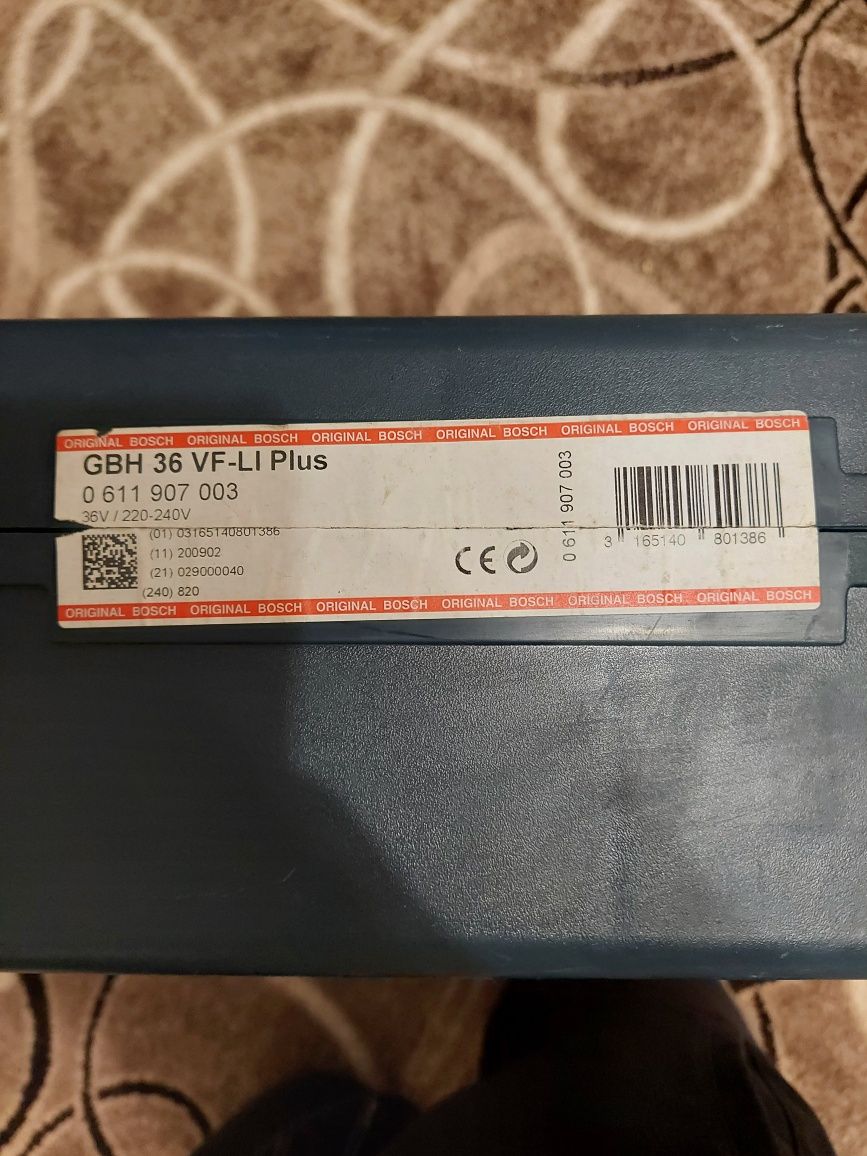 ORIGINAL BOSCH ORIGINAL BOSCH ORIGINAL BOSCH ORIGINAL BOSCH ORIGINAL BOSCH ORIGINAL BOSCH
GBH 36 VF-LI Plus
0 611 907 003
36V / 220-240V
(01) 03165140801386
(11) 200902
(21) 029000040
(240) 820
CE
0 611 907 003
3 165140 801386
ORIGINAL BOSCH ORIGINAL BOSCH ORIGINAL BOSCH ORIGINAL BOSCH ORIGINAL BOSCH ORIGINAL BOSCH